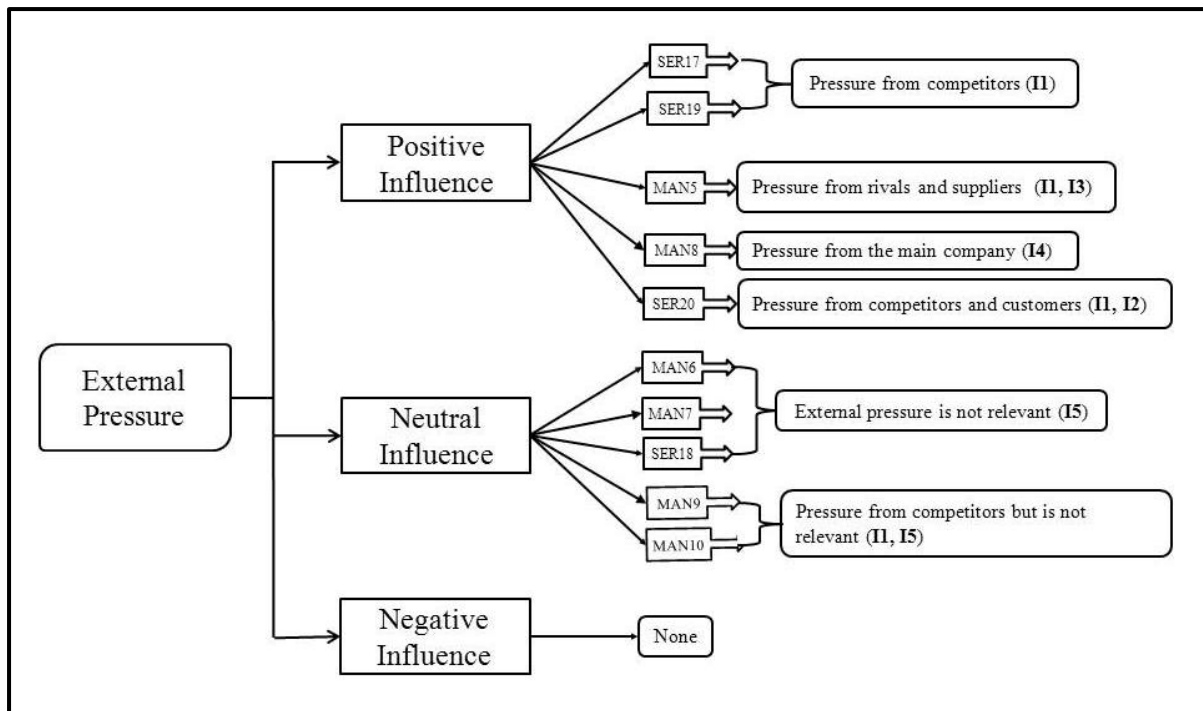 External
Pressure
Positive
Influence
SER17
SER19
Pressure from competitors (I1)
MAN5
Pressure from rivals and suppliers (I1, I3)
MAN8
Pressure from the main company (I4)
SER20
Pressure from competitors and customers (I1, I2)
Neutral
Influence
MAN6
MAN7
SER18
External pressure is not relevant (I5)
MAN9
MAN10
Pressure from competitors but is not
relevant (I1, I5)
Negative
Influence
None